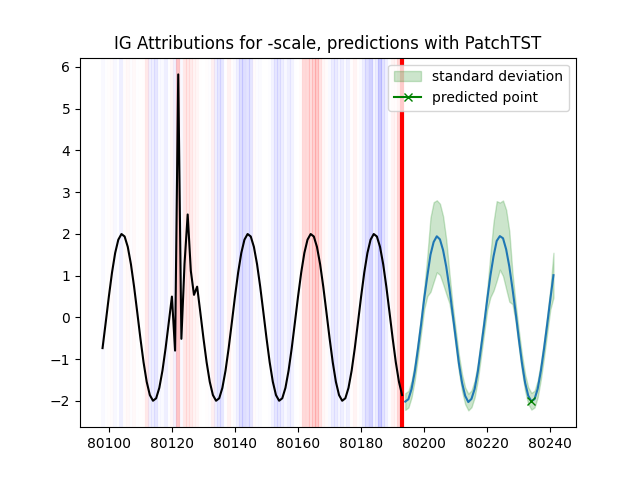 IG Attributions for -scale, predictions with PatchTST
standard deviation
predicted point
6
5
4
3
2
1
0
−1
−2
80100 80120 80140 80160 80180 80200 80220 80240